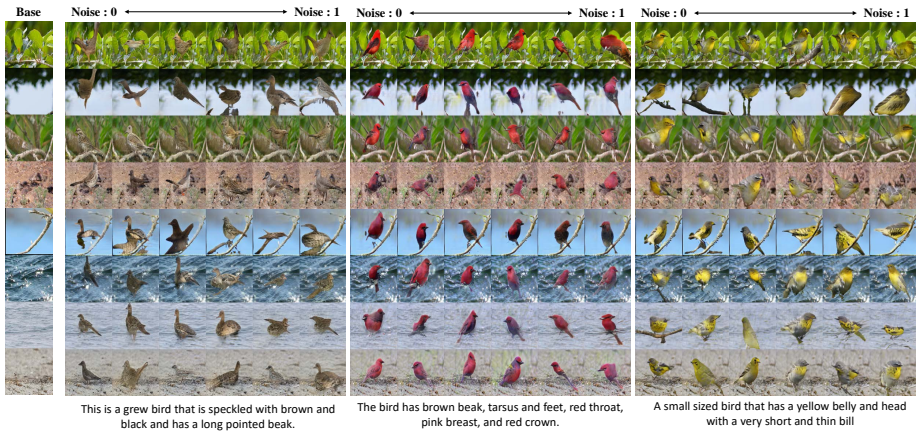 Base
Noise : 0
Noise : 1
Noise : 0
Noise : 1
Noise : 0
Noise : 1
This is a grew bird that is speckled with brown and
black and has a long pointed beak.
The bird has brown beak, tarsus and feet, red throat,
pink breast, and red crown.
A small sized bird that has a yellow belly and head
with a very short and thin bill